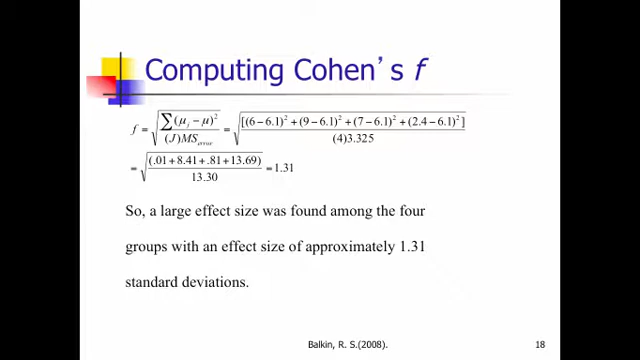 Computing Cohen's f
f = √(∑(μⱼ − μ)² / (J)MSerror) = √([(6 − 6.1)² + (9 − 6.1)² + (7 − 6.1)² + (2.4 − 6.1)²] / (4)3.325)
= √((.01 + 8.41 + .81 + 13.69) / 13.30) = 1.31
So, a large effect size was found among the four
groups with an effect size of approximately 1.31
standard deviations.
Balkin, R. S.(2008).
18